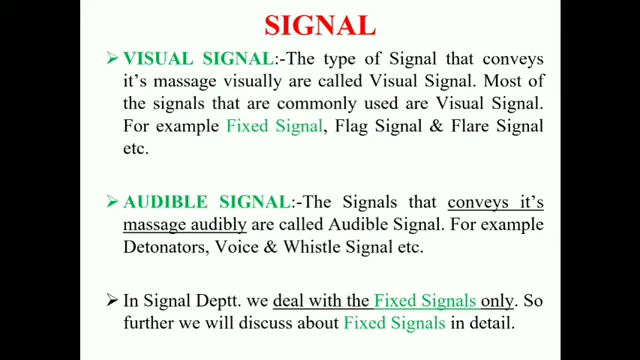 SIGNAL
➢ VISUAL SIGNAL:-The type of Signal that conveys
it's massage visually are called Visual Signal. Most of
the signals that are commonly used are Visual Signal.
For example Fixed Signal, Flag Signal & Flare Signal
etc.
➢ AUDIBLE SIGNAL:-The Signals that conveys it's
massage audibly are called Audible Signal. For example
Detonators, Voice & Whistle Signal etc.
➢ In Signal Deptt. we deal with the Fixed Signals only. So
further we will discuss about Fixed Signals in detail.